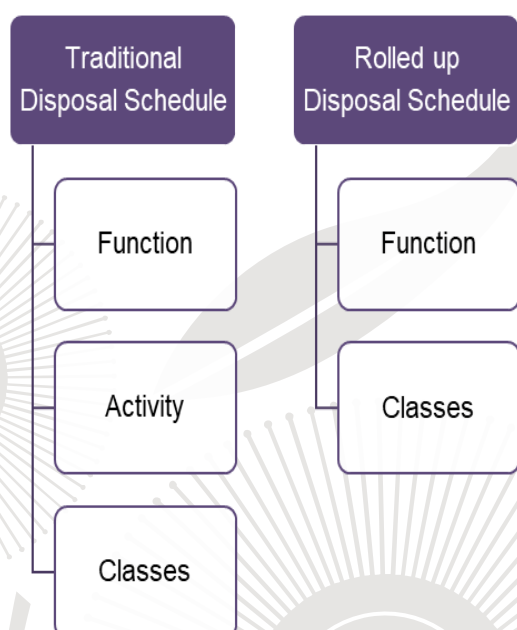 Traditional
Disposal Schedule
Function
Activity
Classes
Rolled up
Disposal Schedule
Function
Classes